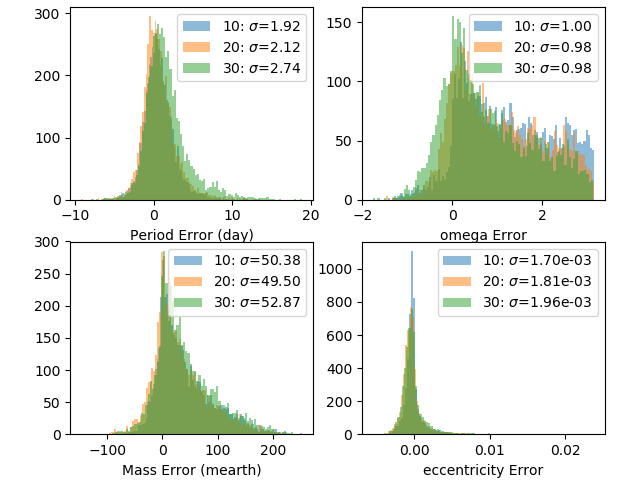 300
200
100
0
10: σ=1.92
20: σ=2.12
30: σ=2.74
−10
0
10
20
Period Error (day)
150
100
50
0
10: σ=1.00
20: σ=0.98
30: σ=0.98
−2
0
2
omega Error
300
250
200
150
100
50
0
10: σ=50.38
20: σ=49.50
30: σ=52.87
−100
0
100
200
Mass Error (mearth)
1000
800
600
400
200
0
10: σ=1.70e-03
20: σ=1.81e-03
30: σ=1.96e-03
0.00
0.01
0.02
eccentricity Error